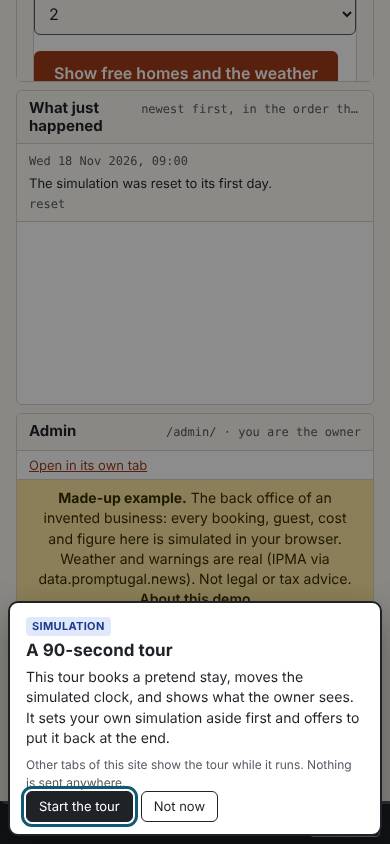 2
Show free homes and the weather
What just happened
newest first, in the order th…
Wed 18 Nov 2026, 09:00
The simulation was reset to its first day.
reset
Admin
/admin/ · you are the owner
Open in its own tab
Made-up example. The back office of an
invented business: every booking, guest, cost
and figure here is simulated in your browser.
Weather and warnings are real (IPMA via
data.promptugal.news). Not legal or tax advice.
About this demo
SIMULATION
A 90-second tour
This tour books a pretend stay, moves the
simulated clock, and shows what the owner sees.
It sets your own simulation aside first and offers to
put it back at the end.
Other tabs of this site show the tour while it runs. Nothing
is sent anywhere.
Start the tour
Not now